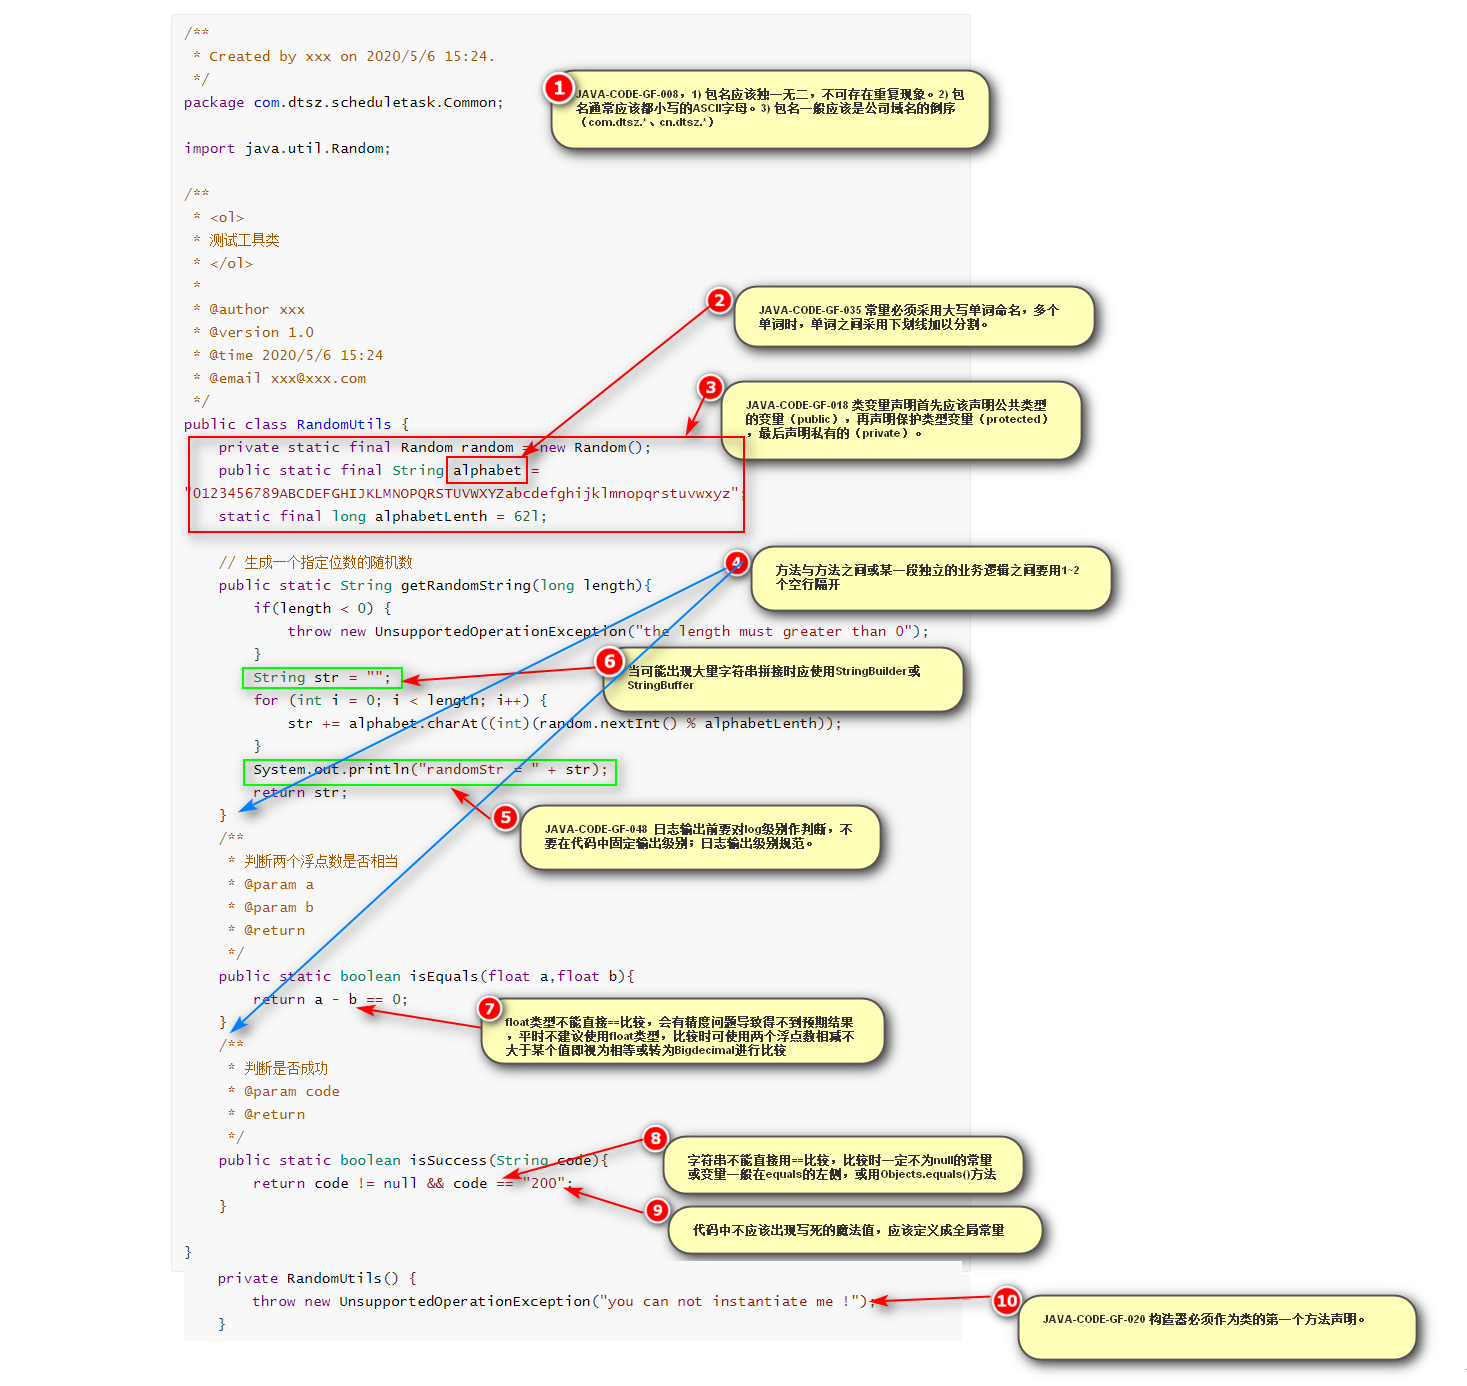 /**
 * Created by xxx on 2020/5/6 15:24.
 */
package com.dtsz.scheduletask.Common;
1
JAVA-CODE-GF-008，1) 包名应该独一无二，不可存在重复现象。2) 包
名通常应该都小写的ASCII字母。3) 包名一般应该是公司域名的倒序
（com.dtsz.*、cn.dtsz.*）
import java.util.Random;
/**
 * <ol>
 * 测试工具类
 * </ol>
 *
 * @author xxx
 * @version 1.0
 * @time 2020/5/6 15:24
 * @email xxx@xxx.com
 */
2
JAVA-CODE-GF-035 常量必须采用大写单词命名，多个
单词时，单词之间采用下划线加以分割。
3
JAVA-CODE-GF-018 类变量声明首先应该声明公共类型
的变量（public），再声明保护类型变量（protected）
，最后声明私有的（private）。
public class RandomUtils {
    private static final Random random = new Random();
    public static final String alphabet =
"0123456789ABCDEFGHIJKLMNOPQRSTUVWXYZabcdefghijklmnopqrstuvwxyz";
    static final long alphabetLenth = 62l;
4
方法与方法之间或某一段独立的业务逻辑之间要用1~2
个空行隔开
    // 生成一个指定位数的随机数
    public static String getRandomString(long length){
        if(length < 0) {
            throw new UnsupportedOperationException("the length must greater than 0");
        }
        String str = "";
6
当可能出现大量字符串拼接时应使用StringBuilder或
StringBuffer
        for (int i = 0; i < length; i++) {
            str += alphabet.charAt((int)(random.nextInt() % alphabetLenth));
        }
        System.out.println("randomStr = " + str);
        return str;
    }
5
JAVA-CODE-GF-048 日志输出前要对log级别作判断，不
要在代码中固定输出级别；日志输出级别规范。
    /**
     * 判断两个浮点数是否相当
     * @param a
     * @param b
     * @return
     */
    public static boolean isEquals(float a,float b){
        return a - b == 0;
    }
7
float类型不能直接==比较，会有精度问题导致得不到预期结果
，平时不建议使用float类型，比较时可使用两个浮点数相减不
大于某个值即视为相等或转为Bigdecimal进行比较
    /**
     * 判断是否成功
     * @param code
     * @return
     */
    public static boolean isSuccess(String code){
        return code != null && code == "200";
    }
8
字符串不能直接用==比较，比较时一定不为null的常量
或变量一般在equals的左侧，或用Objects.equals()方法
9
代码中不应该出现写死的魔法值，应该定义成全局常量
}
    private RandomUtils() {
        throw new UnsupportedOperationException("you can not instantiate me !");
    }
10
JAVA-CODE-GF-020 构造器必须作为类的第一个方法声明。